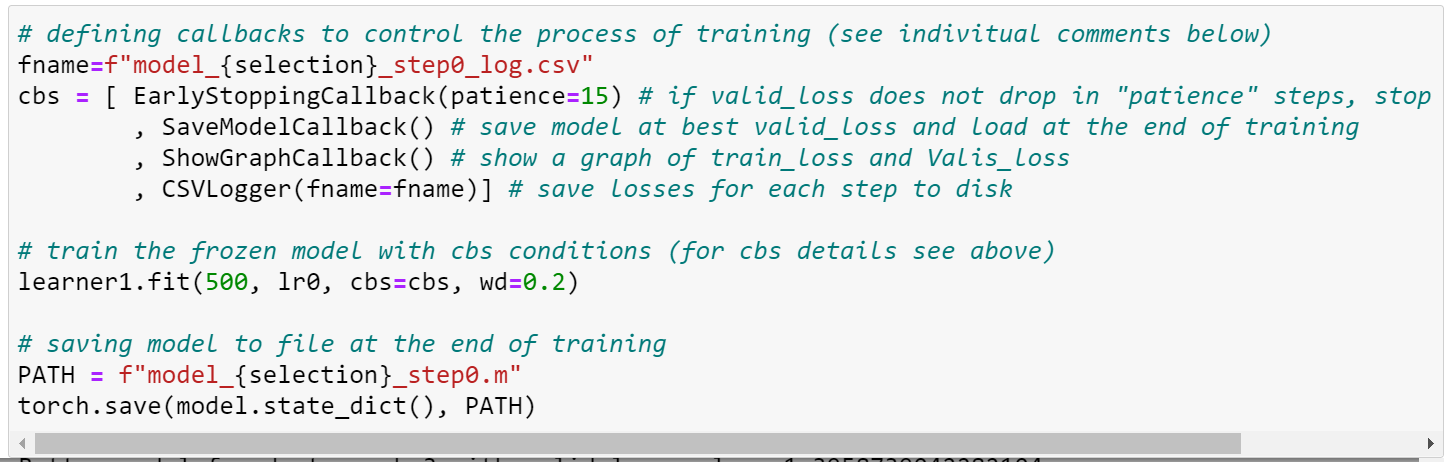 # defining callbacks to control the process of training (see indivitual comments below)
fname=f"model_{selection}_step0_log.csv"
cbs = [ EarlyStoppingCallback(patience=15) # if valid_loss does not drop in "patience" steps, stop
, SaveModelCallback() # save model at best valid_loss and load at the end of training
, ShowGraphCallback() # show a graph of train_loss and Valis_loss
, CSVLogger(fname=fname)] # save losses for each step to disk
# train the frozen model with cbs conditions (for cbs details see above)
learner1.fit(500, lr0, cbs=cbs, wd=0.2)
# saving model to file at the end of training
PATH = f"model_{selection}_step0.m"
torch.save(model.state_dict(), PATH)